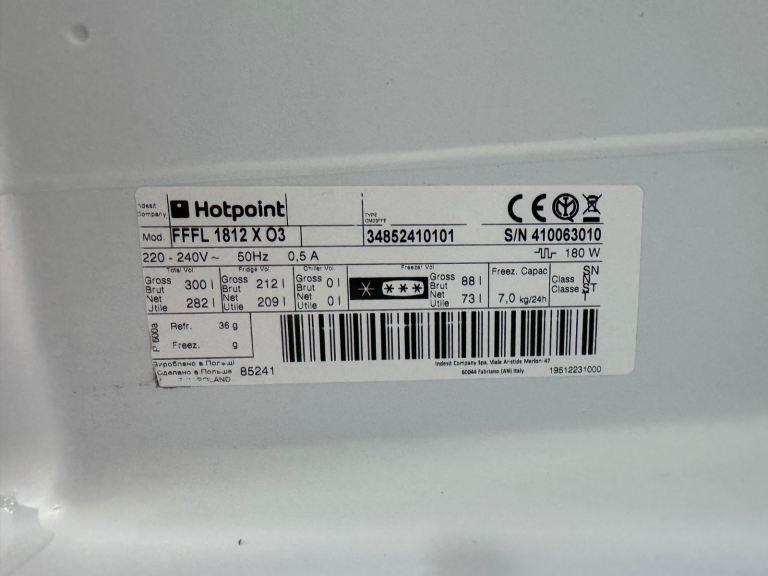 Indesit Company
Hotpoint
TYPE
CE
Mod. FFFL 1812 X O3
34852410101
S/N 410063010
220 - 240V ~ 50Hz 0,5 A
180 W
Total Vol.
Gross Brut 300 l
Net Utile 282 l
Fridge Vol
Gross Brut 212 l
Net Utile 209 l
Chiller Vol
Gross Brut 0 l
Net Utile 0 l
Freezer Vol
Gross Brut 88 l
Net Utile 73 l
Freez. Capac
7,0 kg/24h
Class
Classe
SN
N
ST
T
Refr. 36 g
Freez. g
R 600a
Вироблено в Польщі
Сделано в Польше
POLAND
85241
Indesit Company Spa, Viale Aristide Merloni 47
60044 Fabriano (AN) Italy
19512231000